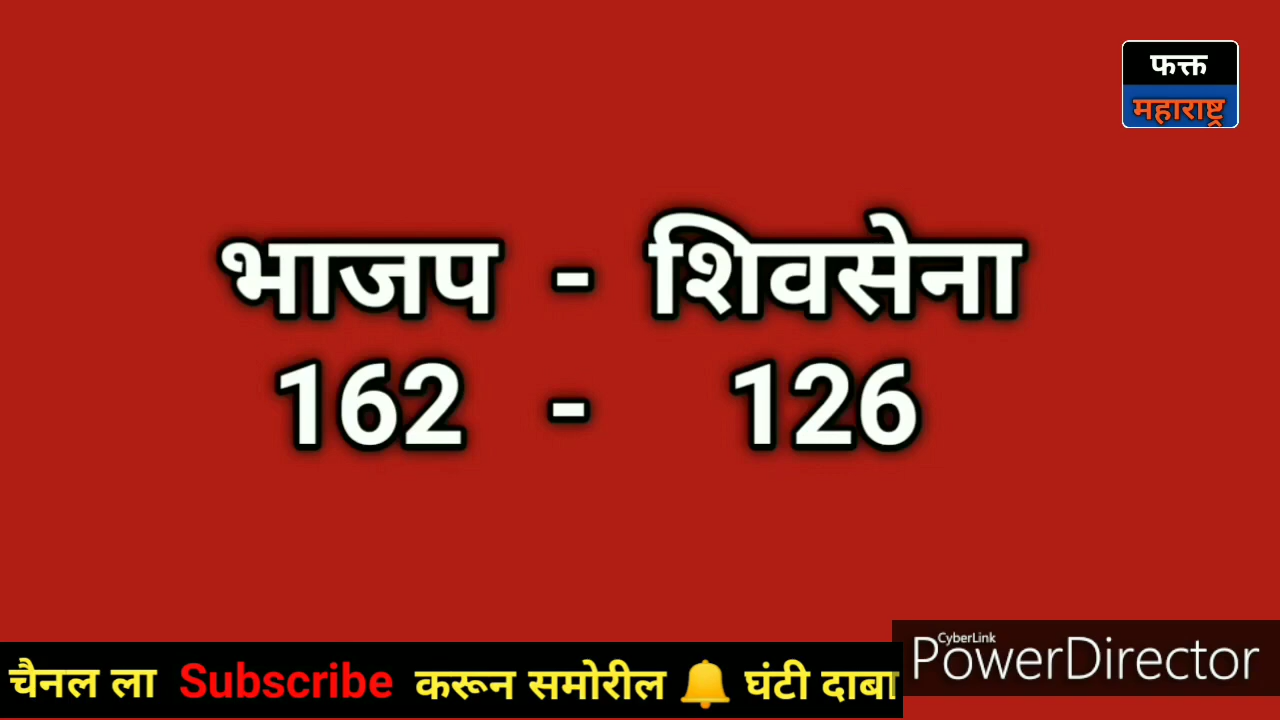 फक्त
महाराष्ट्र
भाजप - शिवसेना
162 - 126
चैनल ला Subscribe करून समोरील 🔔 घंटी दाबा
CyberLink
PowerDirector